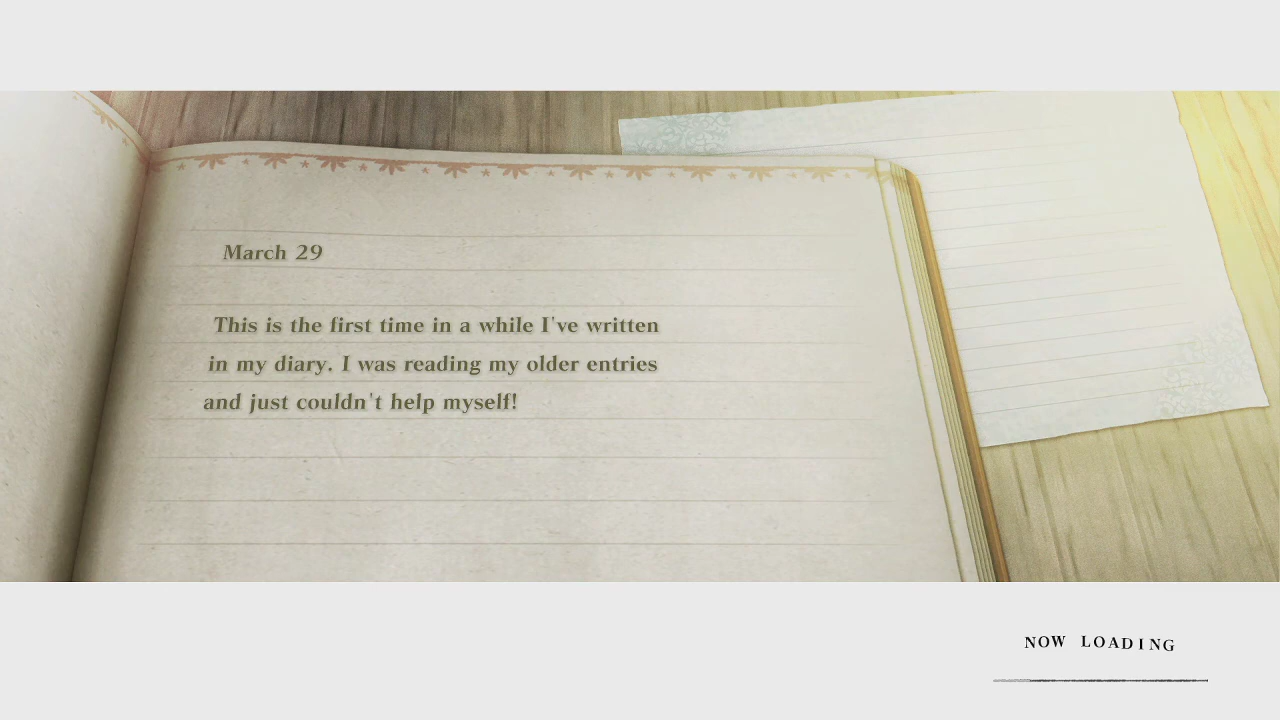 March 29
This is the first time in a while I've written
in my diary. I was reading my older entries
and just couldn't help myself!
NOW LOADING